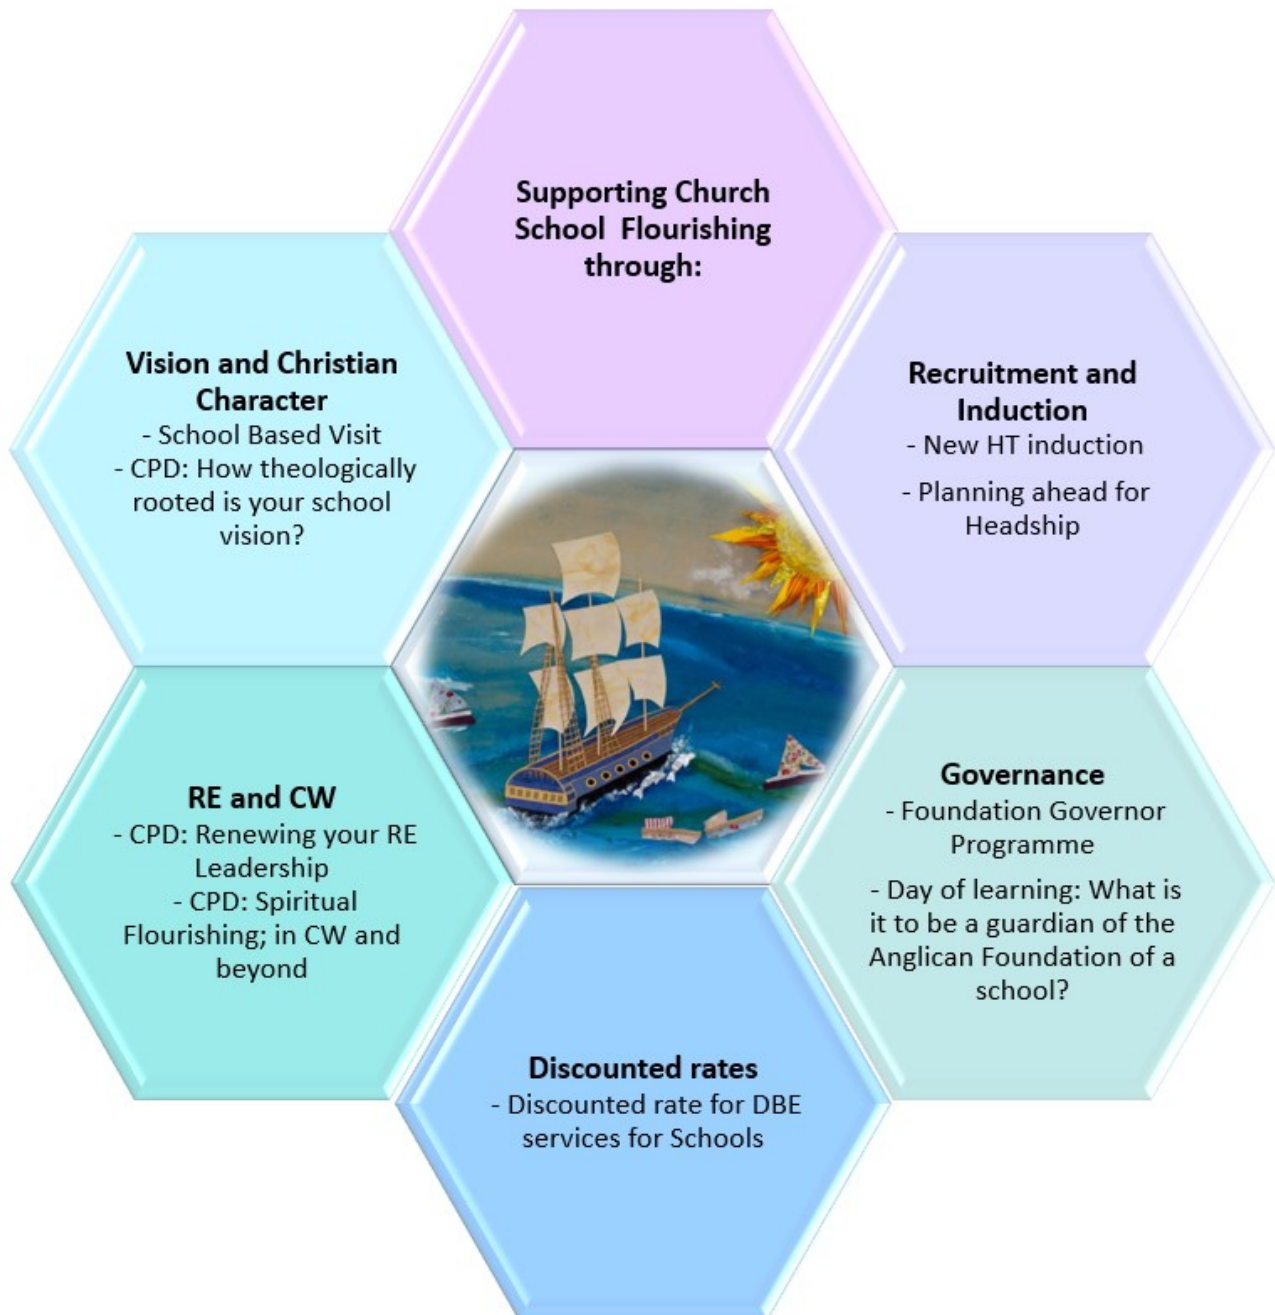 Supporting Church
School  Flourishing
through:
Recruitment and
Induction
- New HT induction
- Planning ahead for
Headship
Governance
- Foundation Governor
Programme
- Day of learning: What is
it to be a guardian of the
Anglican Foundation of a
school?
Discounted rates
- Discounted rate for DBE
services for Schools
RE and CW
- CPD: Renewing your RE
Leadership
- CPD: Spiritual
Flourishing; in CW and
beyond
Vision and Christian
Character
- School Based Visit
- CPD: How theologically
rooted is your school
vision?